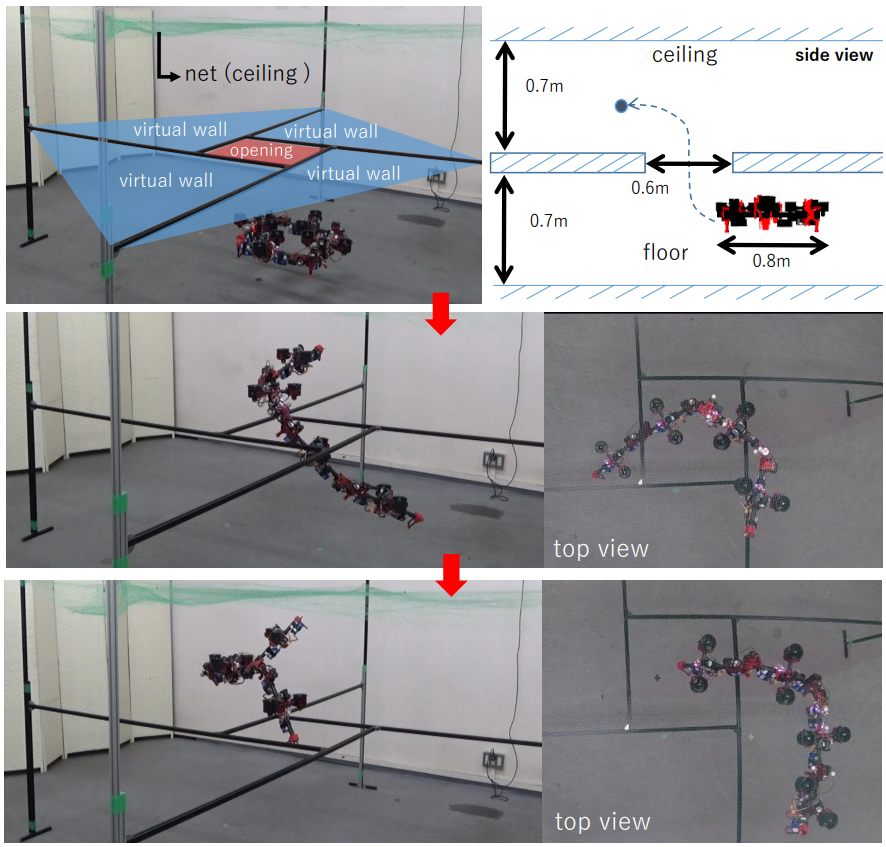 net (ceiling )
virtual wall
virtual wall
opening
virtual wall
virtual wall
ceiling
side view
0.7m
0.6m
0.7m
floor
0.8m
top view
top view